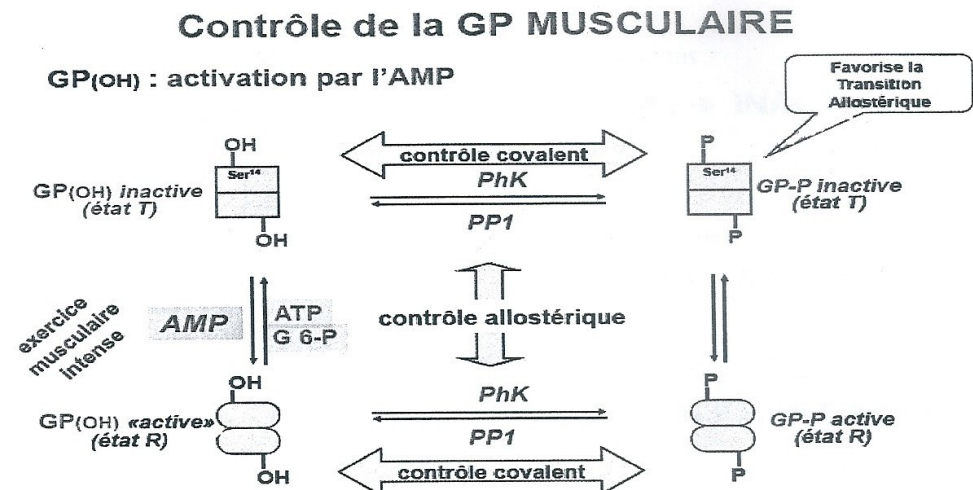 Contrôle de la GP MUSCULAIRE
GP(OH) : activation par l'AMP
Favorise la
Transition
Allostérique
OH
Ser¹⁴
OH
GP(OH) inactive
(état T)
contrôle covalent
PhK
PP1
P
Ser¹⁴
P
GP-P inactive
(état T)
exercice
musculaire
intense
AMP
ATP
G 6-P
contrôle allostérique
OH
OH
GP(OH) «active»
(état R)
PhK
PP1
contrôle covalent
P
P
GP-P active
(état R)